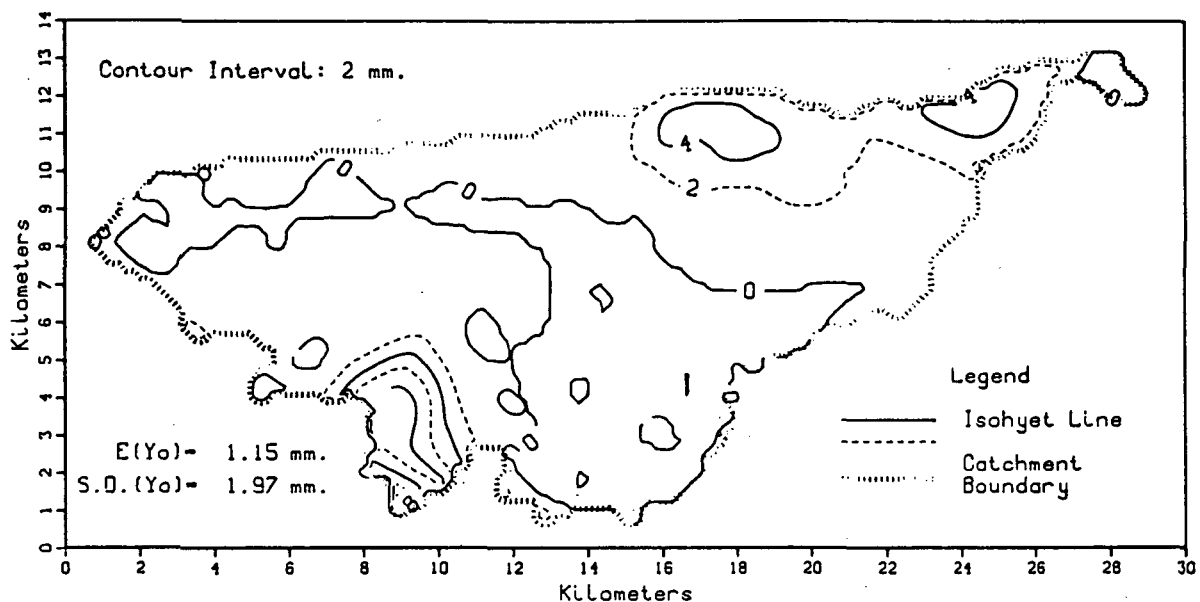 14
13
12
11
10
9
8
7
6
5
4
3
2
1
0
Kilometers
Contour Interval: 2 mm.
0
0
4
4
0
2
0
8
E(Yo)= 1.15 mm.
S.D.(Yo)= 1.97 mm.
Legend
Isohyet Line
Catchment
Boundary
0 2 4 6 8 10 12 14 16 18 20 22 24 26 28 30
Kilometers